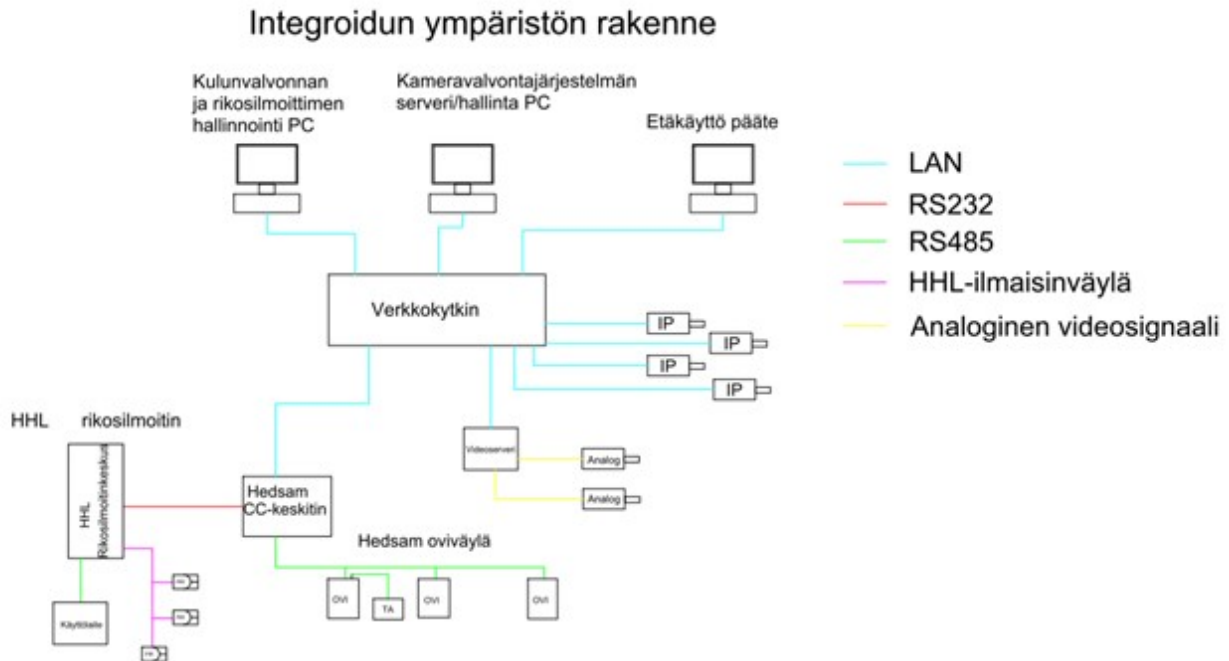 Integroidun ympäristön rakenne
Kulunvalvonnan
ja rikosilmoittimen
hallinnointi PC
Kameravalvontajärjestelmän
serveri/hallinta PC
Etäkäyttö pääte
LAN
RS232
RS485
HHL-ilmaisinväylä
Analoginen videosignaali
Verkkokytkin
IP
IP
IP
IP
HHL rikosilmoitin
HHL
Rikosilmoitinkeskus
Hedsam
CC-keskitin
Videoserveri
Analog
Analog
Hedsam oviväylä
OVI
TA
OVI
OVI
Käyttölaite